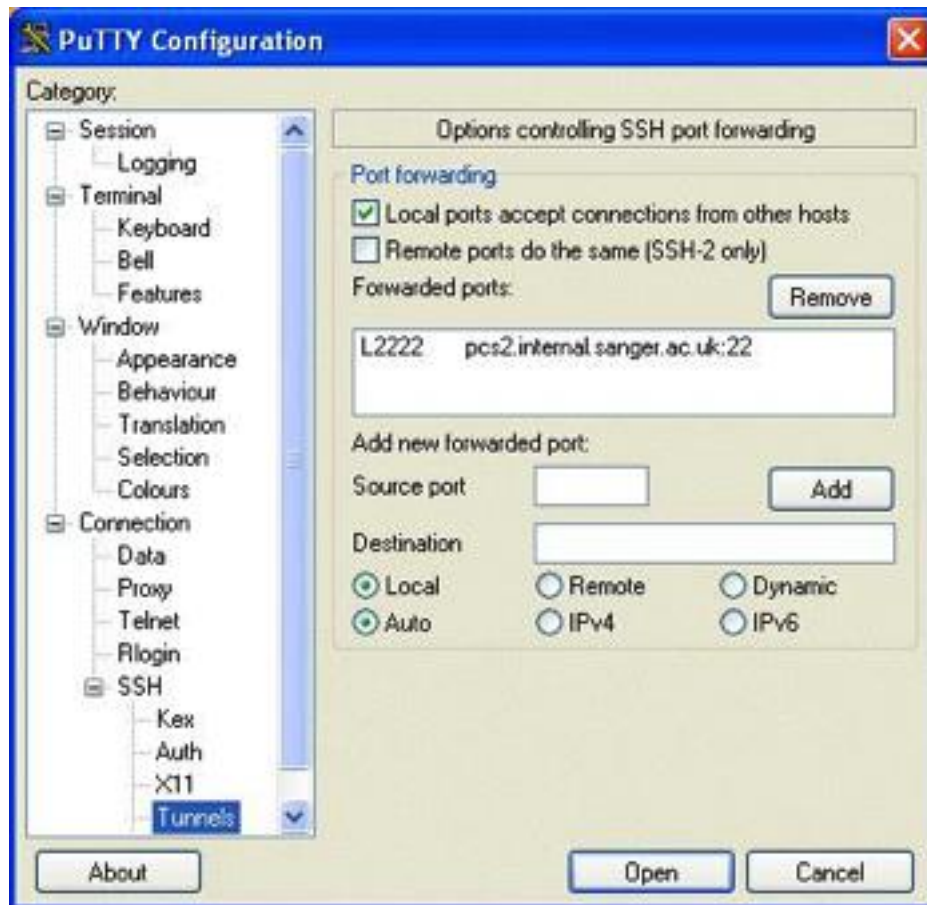 PuTTY Configuration
Category:
Session
Logging
Terminal
Keyboard
Bell
Features
Window
Appearance
Behaviour
Translation
Selection
Colours
Connection
Data
Proxy
Telnet
Rlogin
SSH
Kex
Auth
X11
Tunnels
Options controlling SSH port forwarding
Port forwarding
Local ports accept connections from other hosts
Remote ports do the same (SSH-2 only)
Forwarded ports:
Remove
L2222 pcs2.internal.sanger.ac.uk:22
Add new forwarded port:
Source port
Add
Destination
Local Remote Dynamic
Auto IPv4 IPv6
About
Open
Cancel